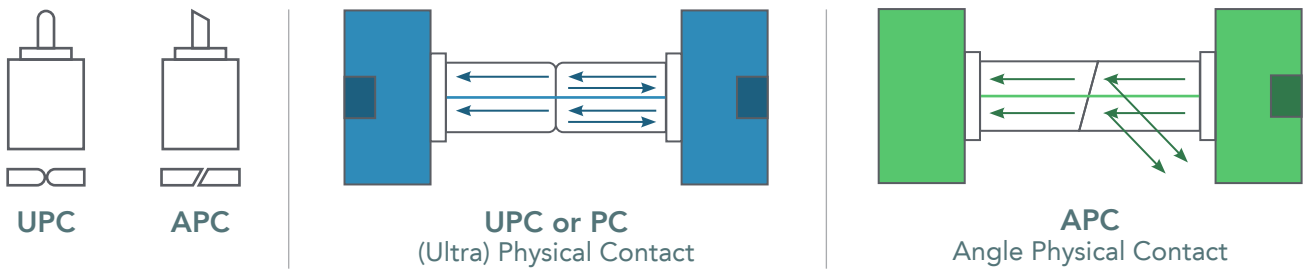 UPC
APC
UPC or PC
(Ultra) Physical Contact
APC
Angle Physical Contact